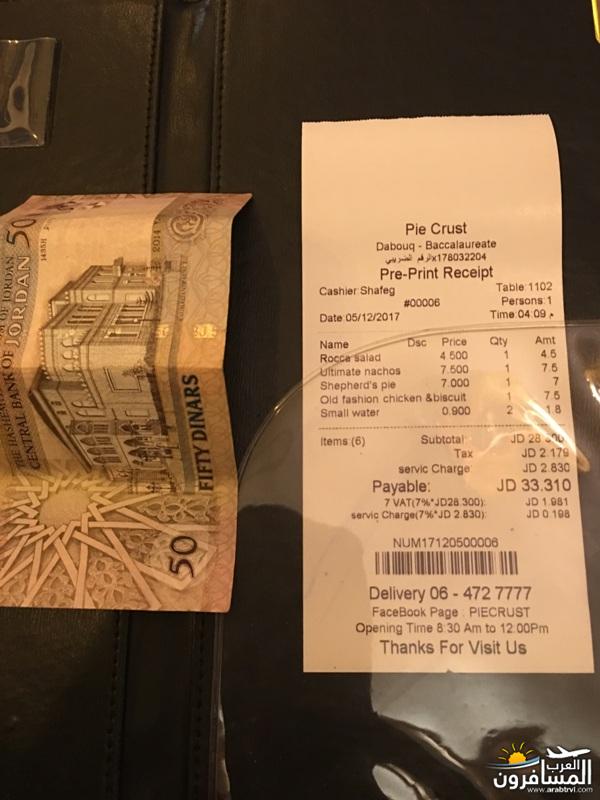 THE HASHEMITE KINGDOM OF JORDAN
CENTRAL BANK OF JORDAN
50
2014
FIFTY DINARS
50
Pie Crust
Dabouq - Baccalaureate
الرقم الضريبي x178032204
Pre-Print Receipt
Cashier:Shafeg Table:1102
#00006 Persons:1
Date:05/12/2017 Time:04:09 م
Name Dsc Price Qty Amt
Rocca salad 4.500 1 4.5
Ultimate nachos 7.500 1 7.5
Shepherd's pie 7.000 1 7
Old fashion chicken &biscuit 1 7.5
Small water 0.900 2 1.8
Items:(6) Subtotal: JD 28.300
Tax JD 2.179
servic Charge: JD 2.830
Payable: JD 33.310
7 VAT(7%*JD28.300): JD 1.981
servic Charge(7%*JD 2.830): JD 0.198
NUM17120500006
Delivery 06 - 472 7777
FaceBook Page : PIECRUST
Opening Time 8:30 Am to 12:00Pm
Thanks For Visit Us
العرب
المسافرون
www.arabtrvl.com